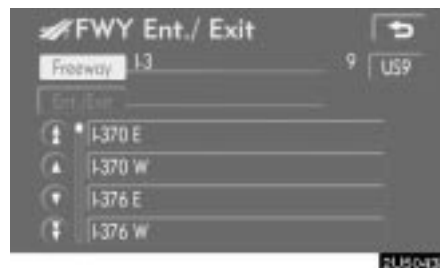 FWY Ent./ Exit
Freeway I-3 9 US9
Ent./Exit
I-370 E
I-370 W
I-376 E
I-376 W
2U5043